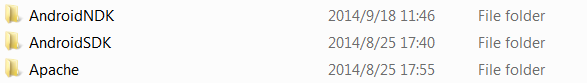 AndroidNDK 2014/9/18 11:46 File folder
AndroidSDK 2014/8/25 17:40 File folder
Apache 2014/8/25 17:55 File folder